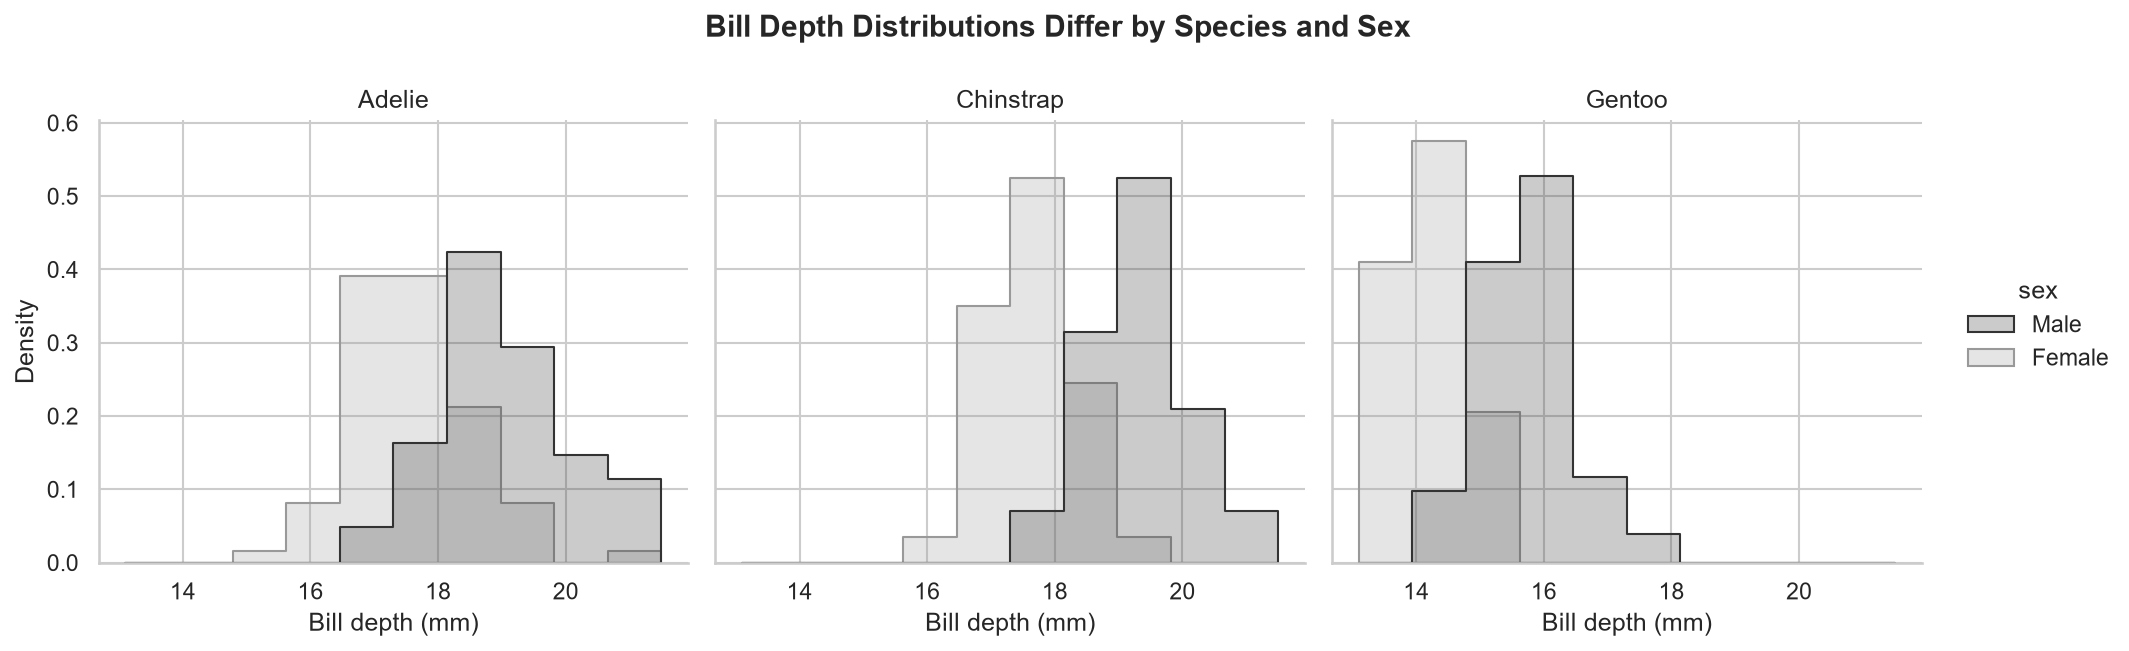 Bill Depth Distributions Differ by Species and Sex
Adelie
Chinstrap
Gentoo
Density
0.6
0.5
0.4
0.3
0.2
0.1
0.0
14 16 18 20
14 16 18 20
14 16 18 20
Bill depth (mm)
Bill depth (mm)
Bill depth (mm)
sex
Male
Female